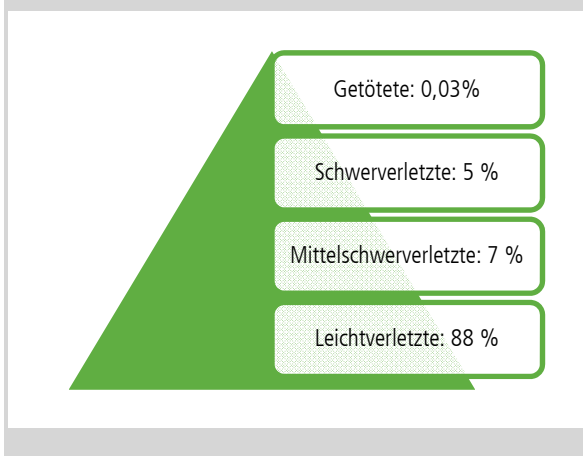 Getötete: 0,03%
Schwerverletzte: 5 %
Mittelschwerverletzte: 7 %
Leichtverletzte: 88 %